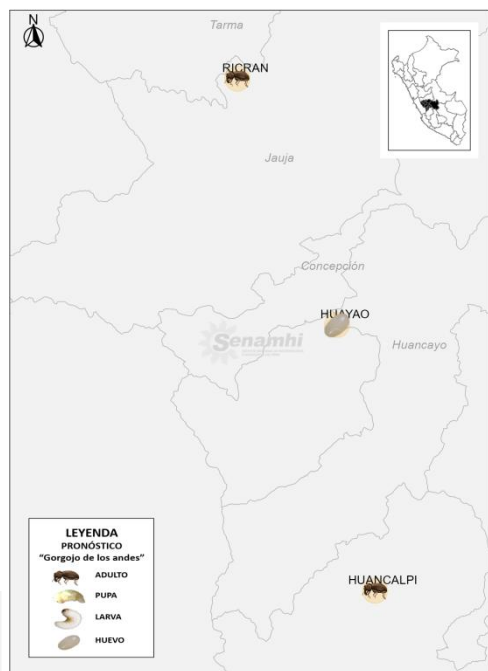 N
Tarma
RICRAN
Jauja
Concepción
HUAYAO
Senamhi
Huancayo
HUANCALPI
LEYENDA
PRONÓSTICO
"Gorgojo de los andes"
ADULTO
PUPA
LARVA
HUEVO